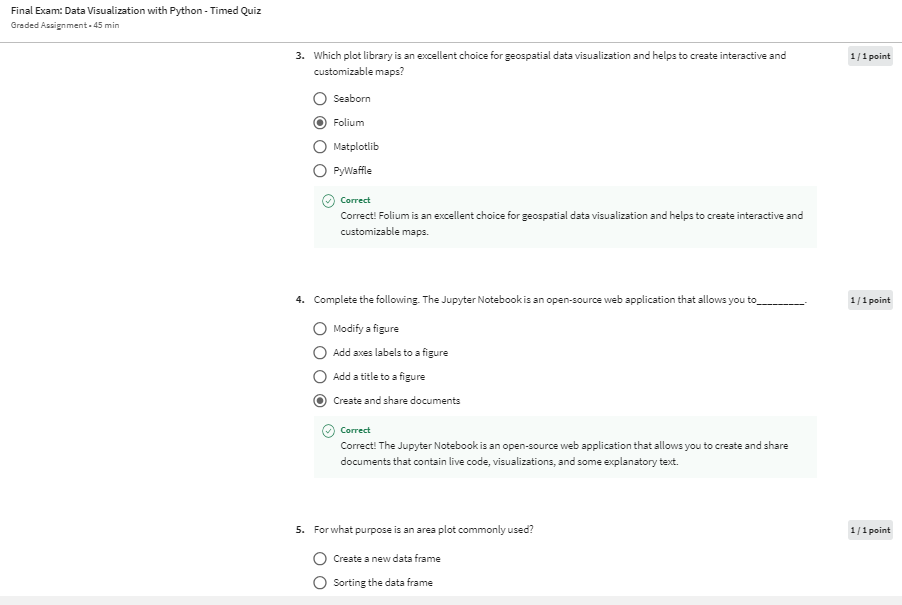 Final Exam: Data Visualization with Python - Timed Quiz
Graded Assignment • 45 min
3. Which plot library is an excellent choice for geospatial data visualization and helps to create interactive and
customizable maps?
1 / 1 point
Seaborn
Folium
Matplotlib
PyWaffle
Correct
Correct! Folium is an excellent choice for geospatial data visualization and helps to create interactive and
customizable maps.
4. Complete the following. The Jupyter Notebook is an open-source web application that allows you to_________.
1 / 1 point
Modify a figure
Add axes labels to a figure
Add a title to a figure
Create and share documents
Correct
Correct! The Jupyter Notebook is an open-source web application that allows you to create and share
documents that contain live code, visualizations, and some explanatory text.
5. For what purpose is an area plot commonly used?
1 / 1 point
Create a new data frame
Sorting the data frame